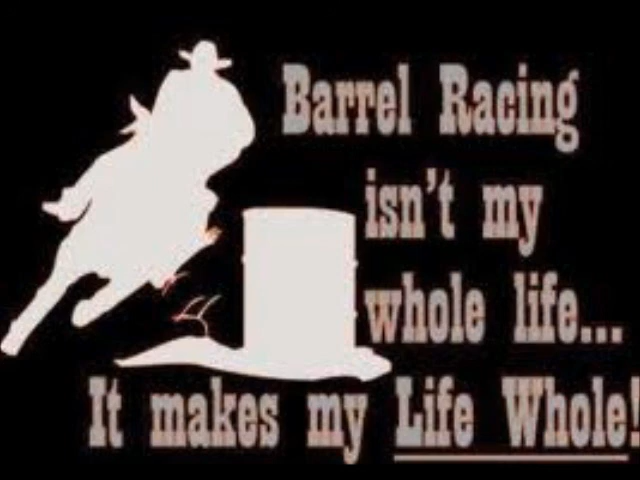 Barrel Racing
isn't my
whole life...
It makes my Life Whole!